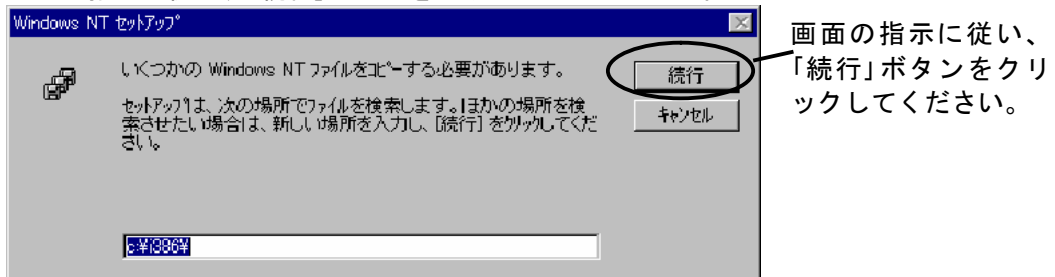 Windows NT セットアップ
いくつかの Windows NT ファイルをコピーする必要があります。
セットアップは、次の場所でファイルを検索します。ほかの場所を検
索させたい場合は、新しい場所を入力し、[続行] をクリックしてくだ
さい。
c:¥i386¥
続行
キャンセル
画面の指示に従い、
「続行」ボタンをクリ
ックしてください。